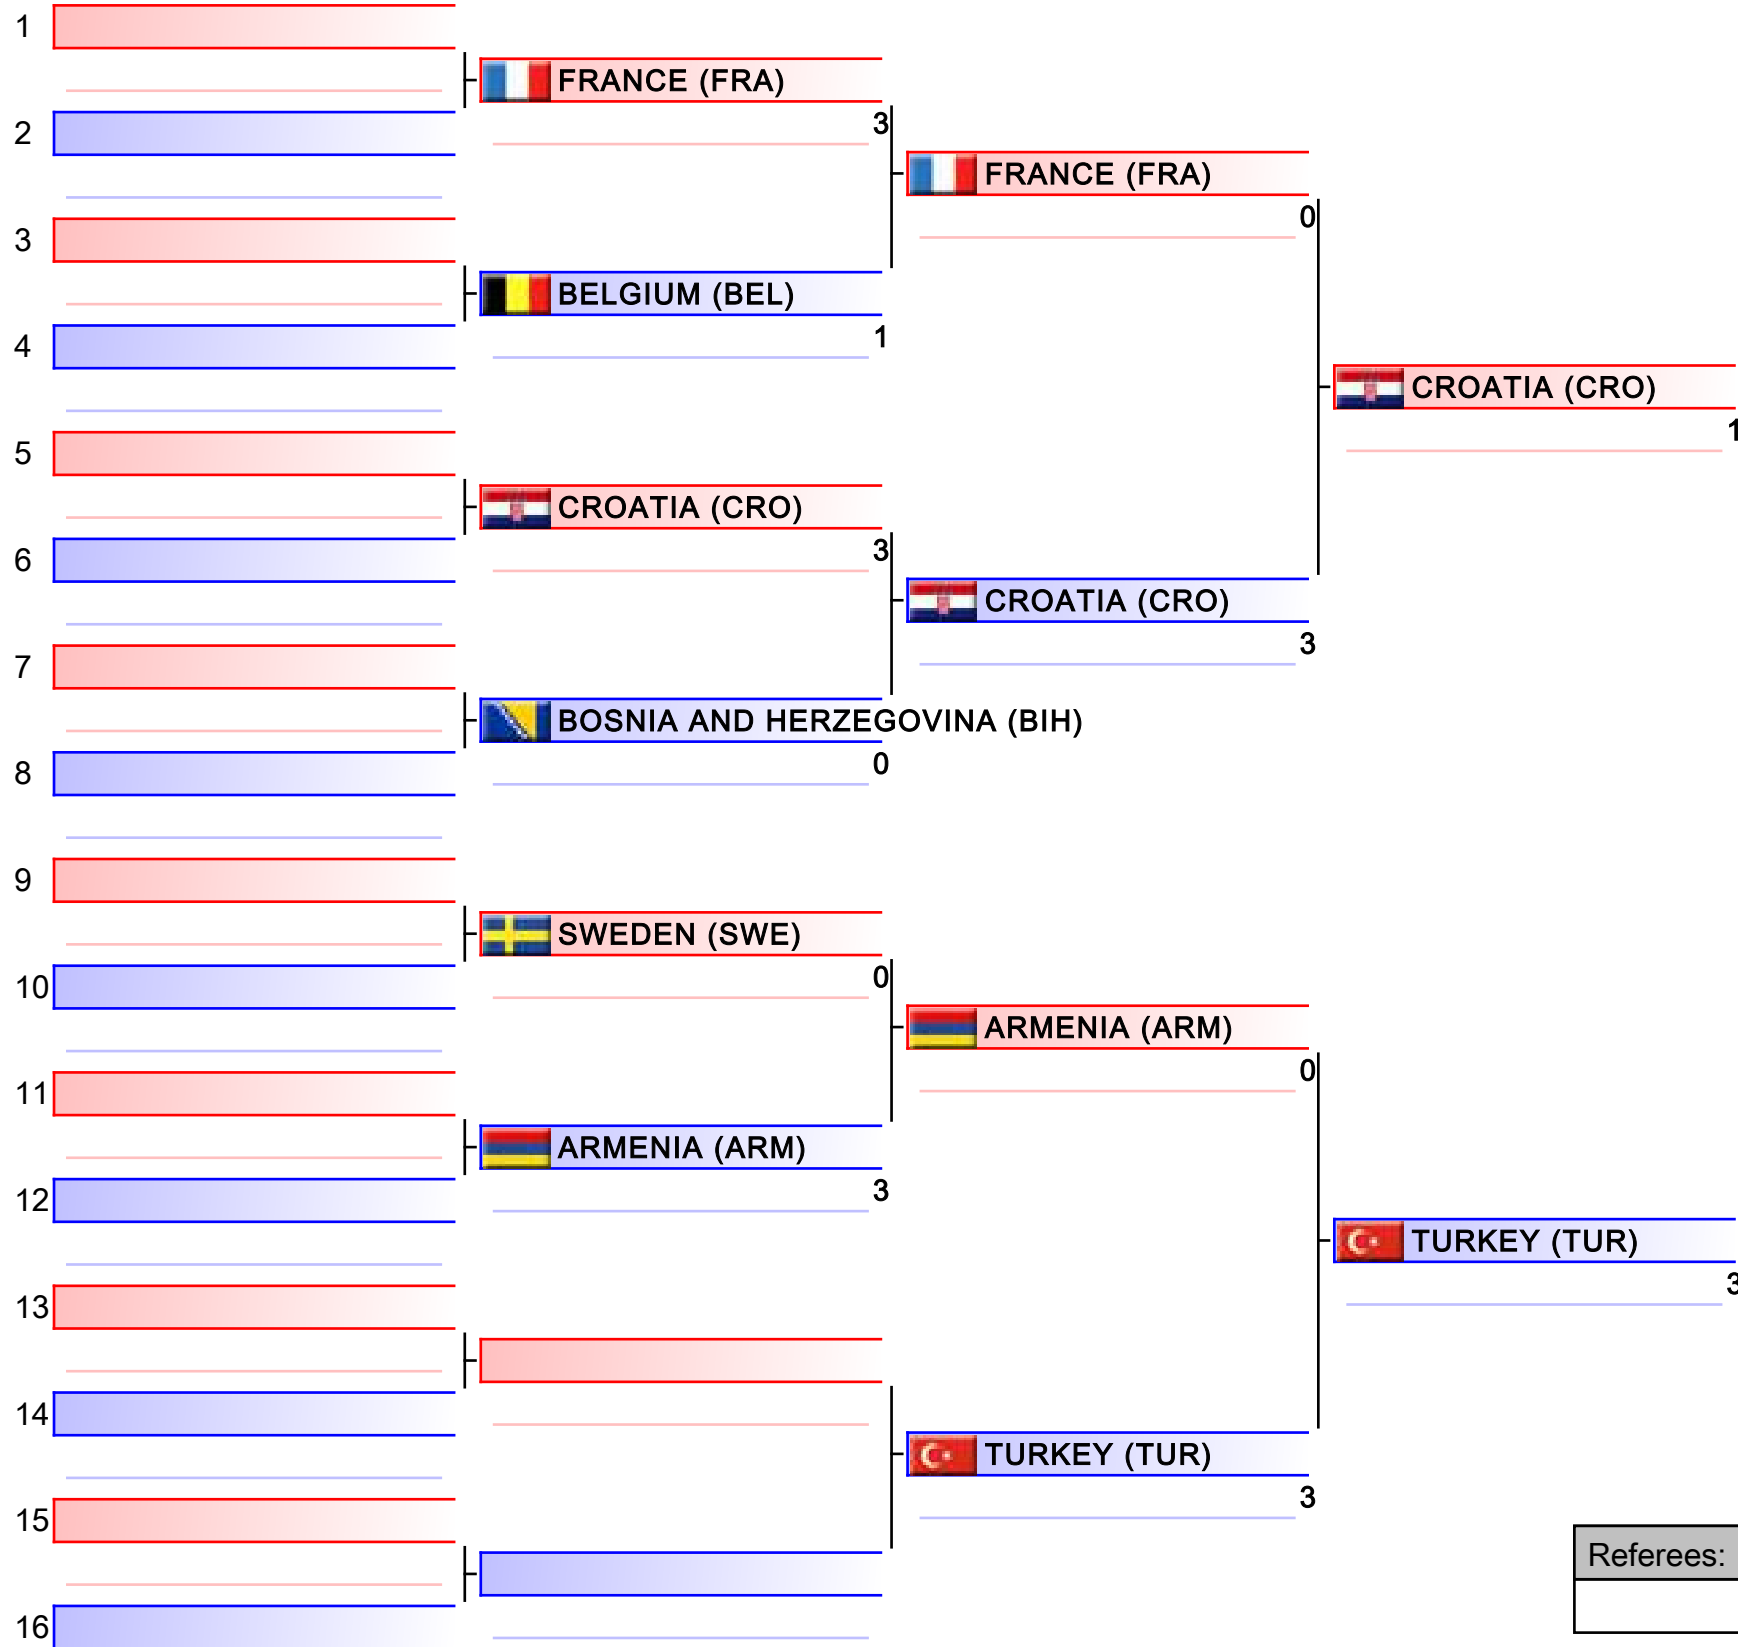 1
FRANCE (FRA)
3
2
FRANCE (FRA)
0
3
BELGIUM (BEL)
1
4
CROATIA (CRO)
1
5
CROATIA (CRO)
3
6
CROATIA (CRO)
3
7
BOSNIA AND HERZEGOVINA (BIH)
0
8
9
SWEDEN (SWE)
0
10
ARMENIA (ARM)
0
11
ARMENIA (ARM)
3
12
TURKEY (TUR)
3
13
14
TURKEY (TUR)
3
15
Referees:
16